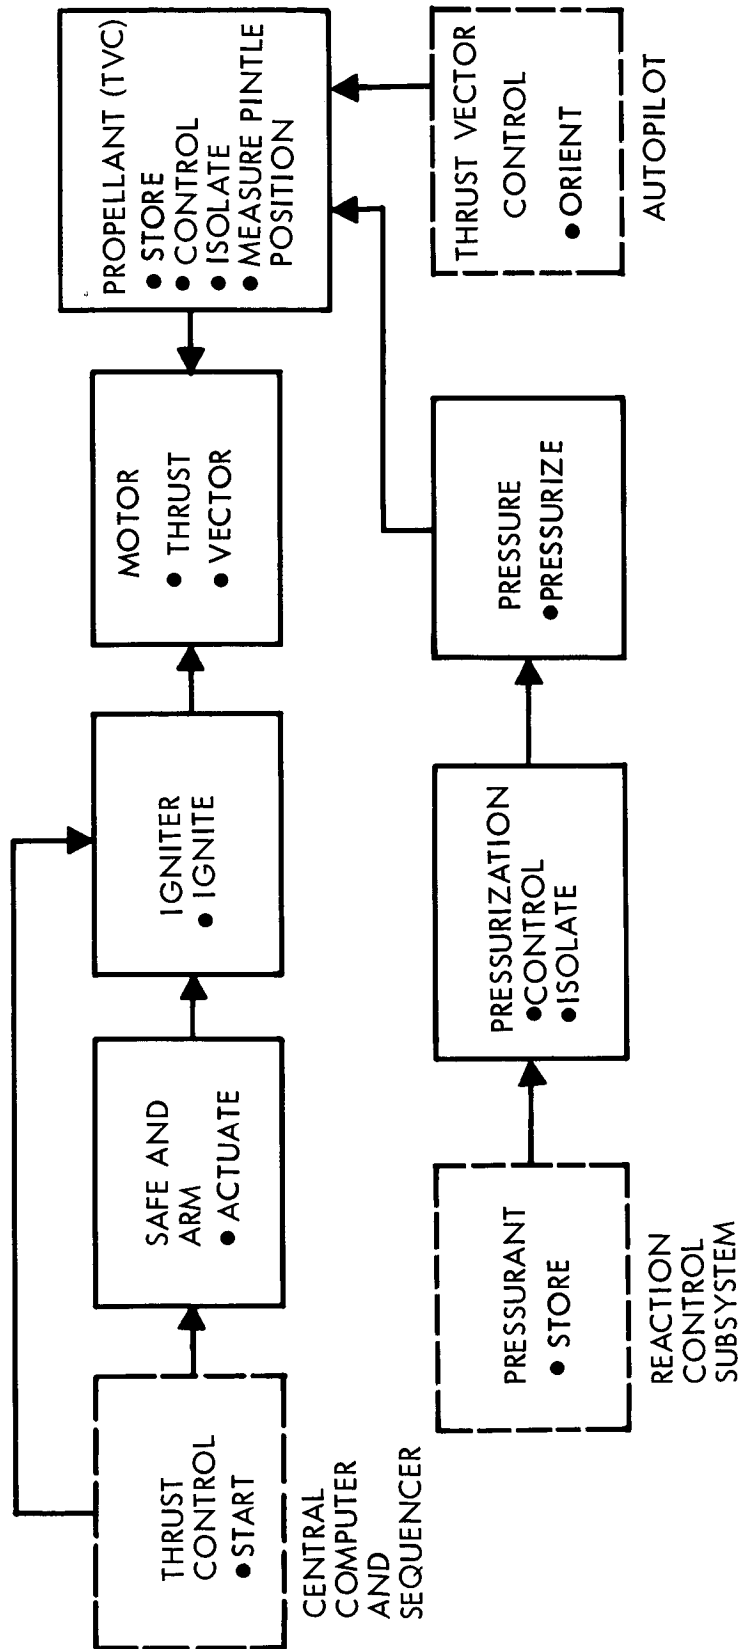 THRUST
CONTROL
● START
CENTRAL
COMPUTER
AND
SEQUENCER
SAFE AND
ARM
● ACTUATE
IGNITER
● IGNITE
MOTOR
● THRUST
● VECTOR
PROPELLANT (TVC)
● STORE
● CONTROL
● ISOLATE
● MEASURE PINTLE
POSITION
PRESSURANT
● STORE
REACTION
CONTROL
SUBSYSTEM
PRESSURIZATION
● CONTROL
● ISOLATE
PRESSURE
● PRESSURIZE
THRUST VECTOR
CONTROL
● ORIENT
AUTOPILOT